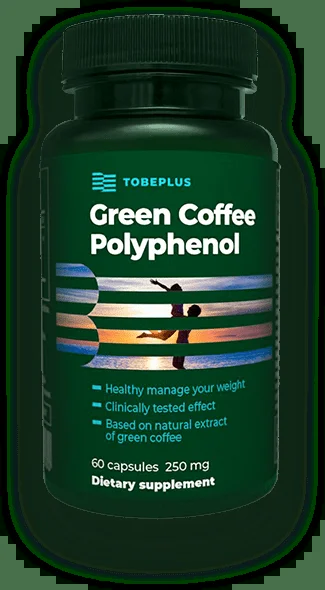 TOBEPLUS
Green Coffee
Polyphenol
Healthy manage your weight
Clinically tested effect
Based on natural extract
of green coffee
60 capsules 250 mg
Dietary supplement